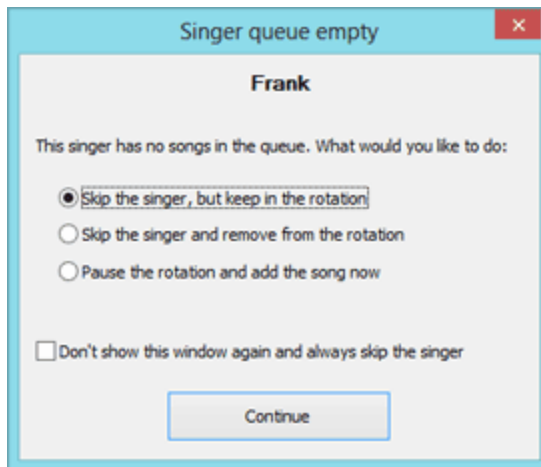 Singer queue empty
Frank
This singer has no songs in the queue. What would you like to do:
Skip the singer, but keep in the rotation
Skip the singer and remove from the rotation
Pause the rotation and add the song now
Don't show this window again and always skip the singer
Continue